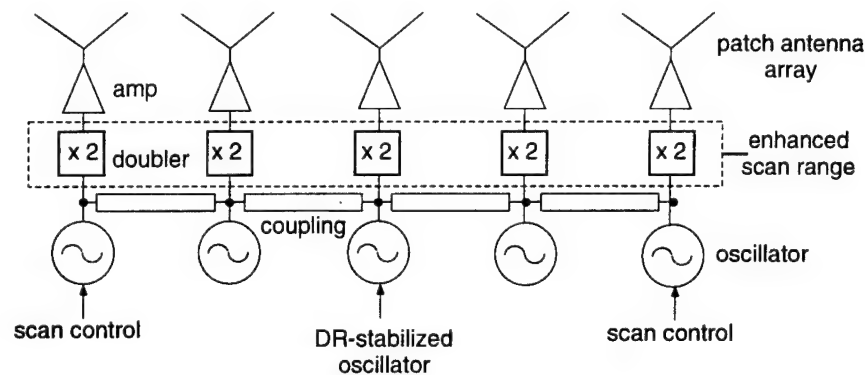 patch antenna
array
amp
x 2
doubler
x 2
x 2
x 2
x 2
enhanced
scan range
coupling
oscillator
scan control
DR-stabilized
oscillator
scan control